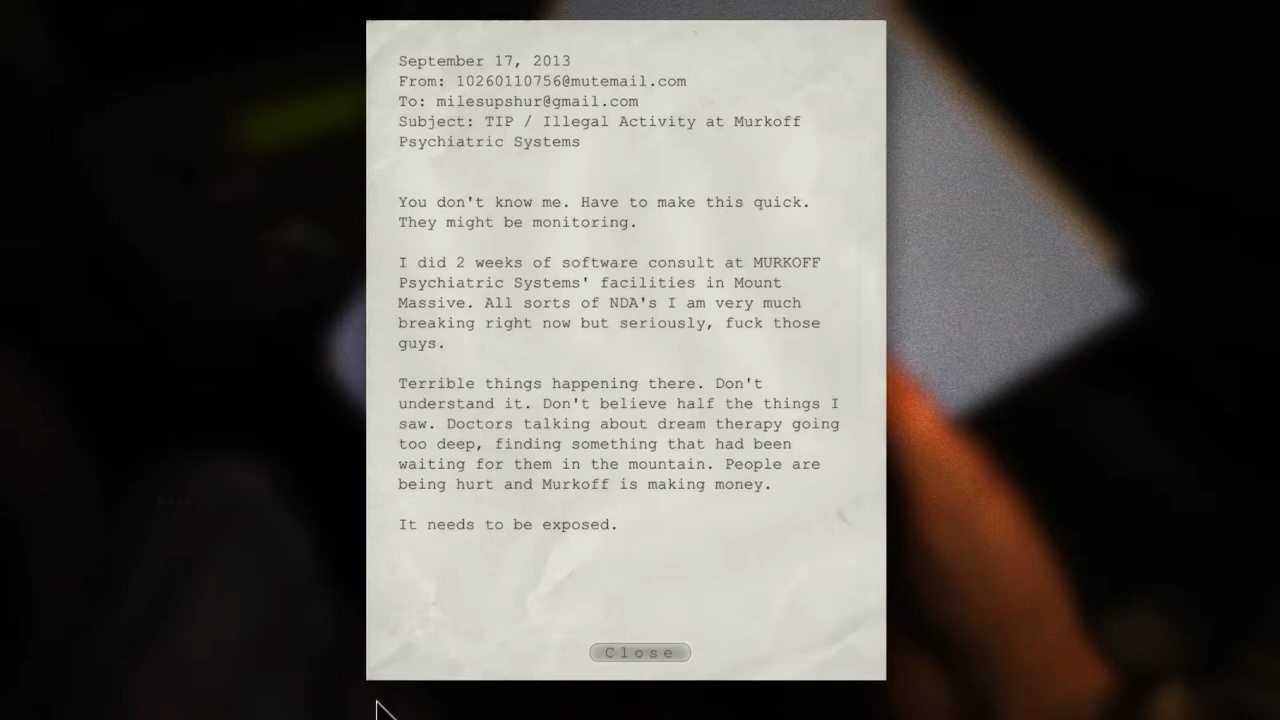 September 17, 2013
From: 10260110756@mutemail.com
To: milesupshur@gmail.com
Subject: TIP / Illegal Activity at Murkoff
Psychiatric Systems
You don't know me. Have to make this quick.
They might be monitoring.
I did 2 weeks of software consult at MURKOFF
Psychiatric Systems' facilities in Mount
Massive. All sorts of NDA's I am very much
breaking right now but seriously, fuck those
guys.
Terrible things happening there. Don't
understand it. Don't believe half the things I
saw. Doctors talking about dream therapy going
too deep, finding something that had been
waiting for them in the mountain. People are
being hurt and Murkoff is making money.
It needs to be exposed.
Close